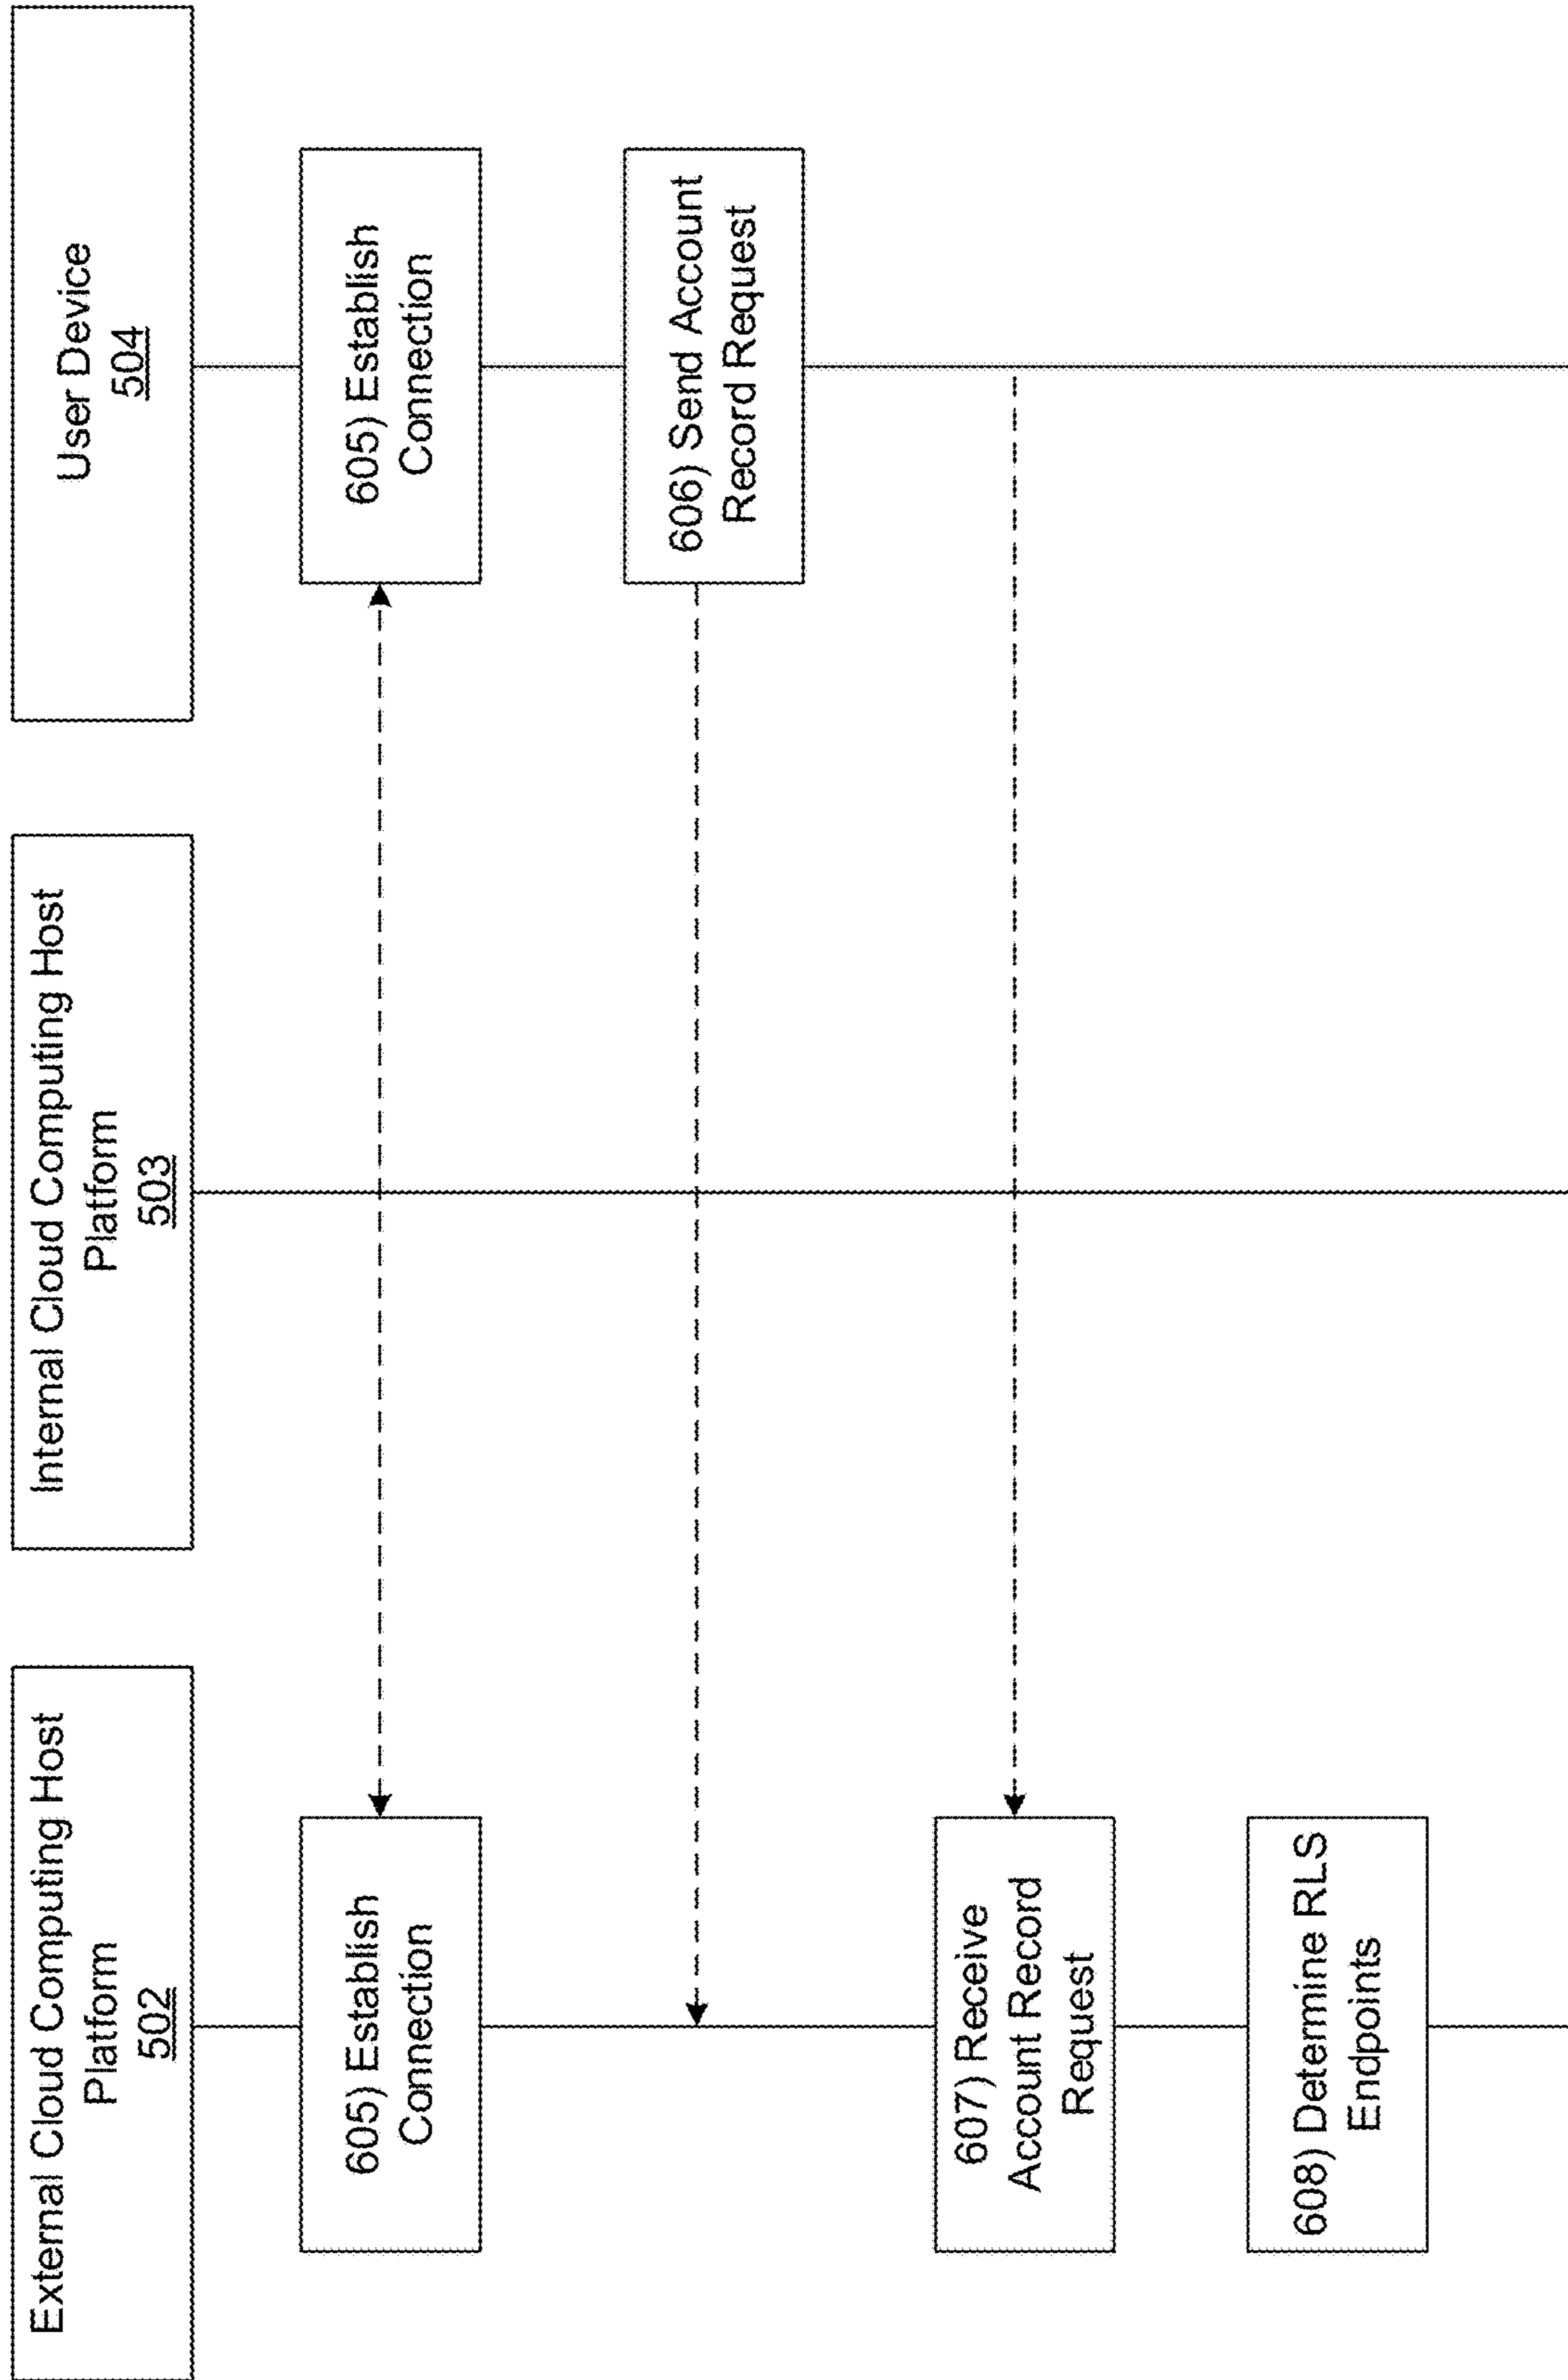 External Cloud Computing Host
Platform
502
Internal Cloud Computing Host
Platform
503
User Device
504
605) Establish
Connection
605) Establish
Connection
606) Send Account
Record Request
607) Receive
Account Record
Request
608) Determine RLS
Endpoints